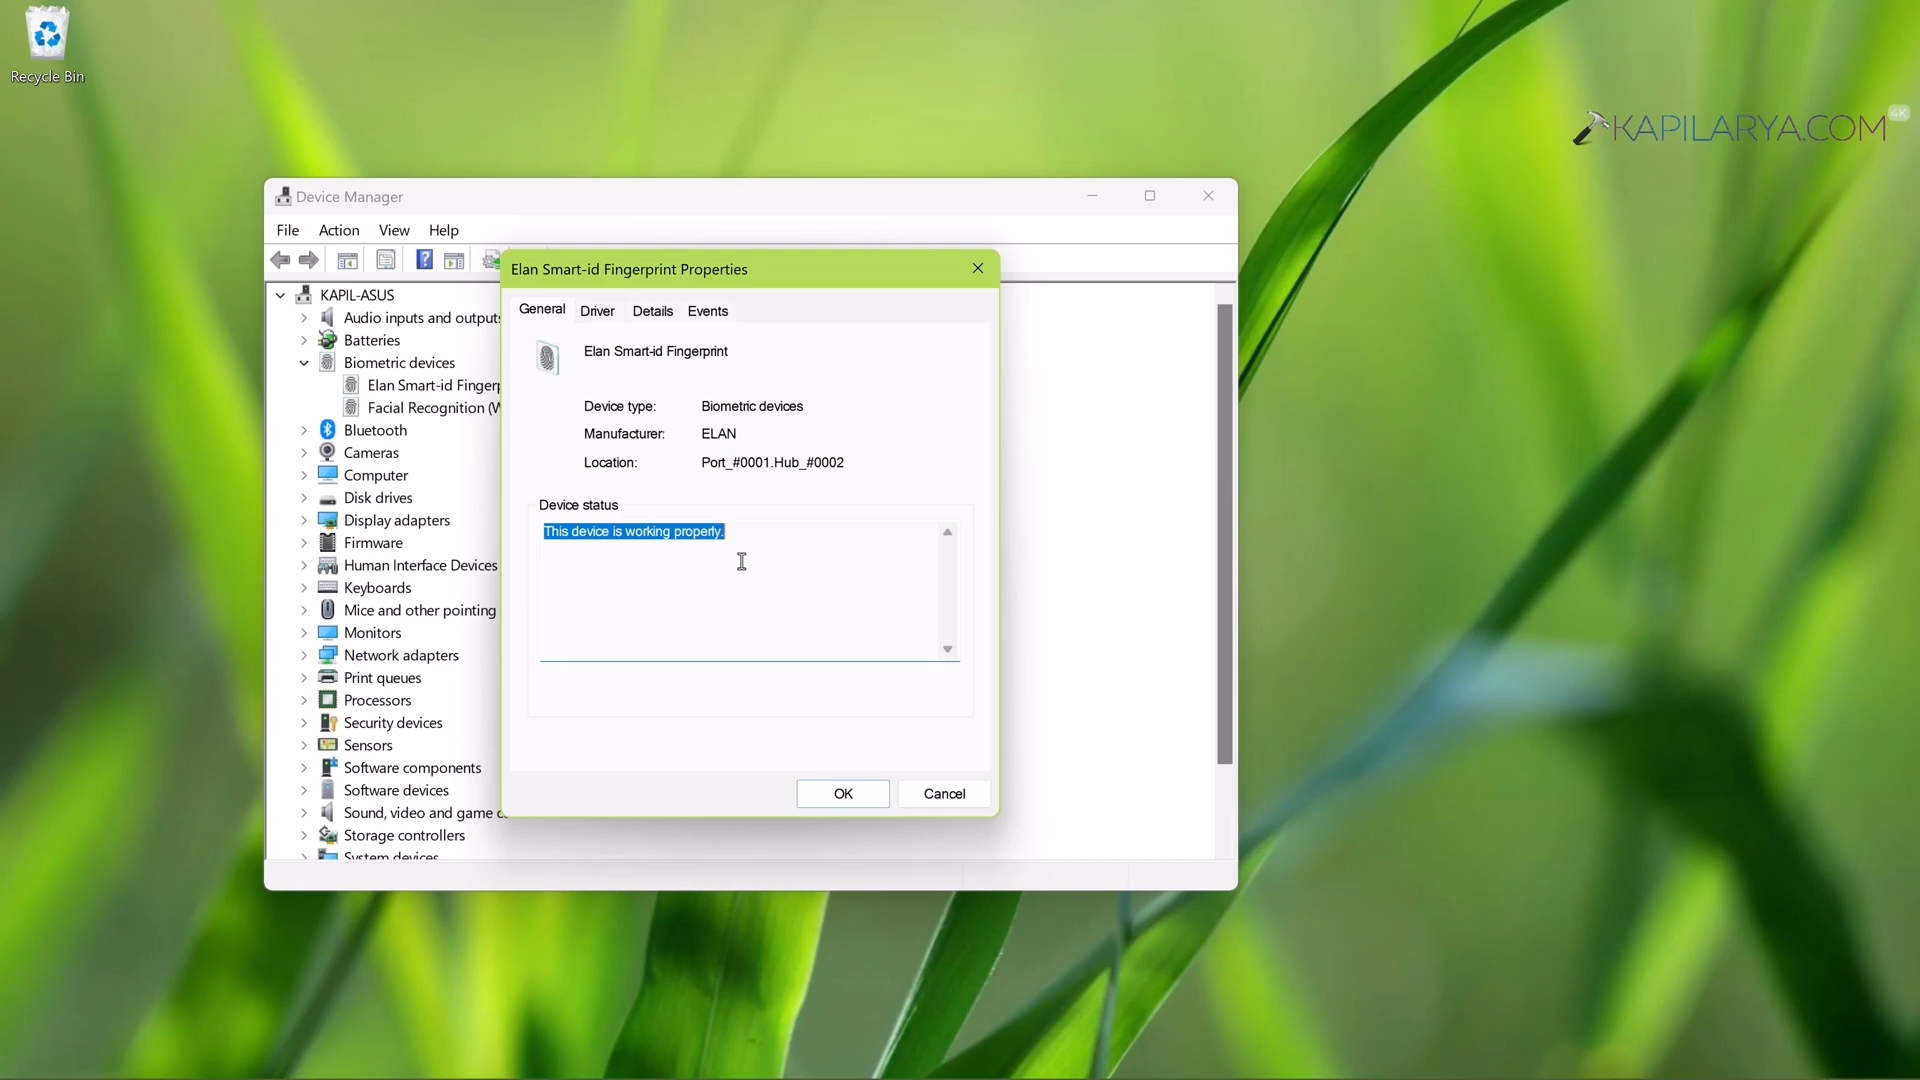 Recycle Bin
KAPILARYA.COM
4K
Device Manager
File Action View Help
Elan Smart-id Fingerprint Properties
KAPIL-ASUS
Audio inputs and outputs
Batteries
Biometric devices
Elan Smart-id Fingerp
Facial Recognition (W
Bluetooth
Cameras
Computer
Disk drives
Display adapters
Firmware
Human Interface Devices
Keyboards
Mice and other pointing
Monitors
Network adapters
Print queues
Processors
Security devices
Sensors
Software components
Software devices
Sound, video and game c
Storage controllers
System devices
General Driver Details Events
Elan Smart-id Fingerprint
Device type: Biometric devices
Manufacturer: ELAN
Location: Port_#0001.Hub_#0002
Device status
This device is working properly.
OK Cancel